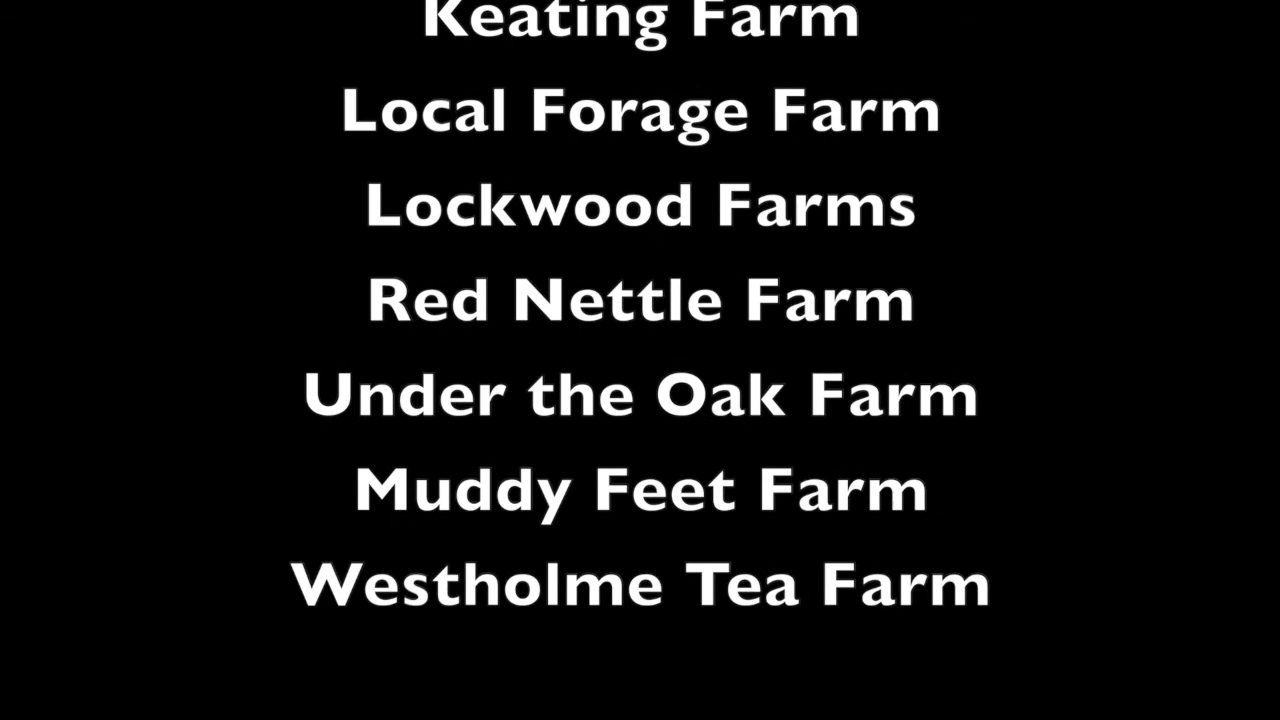 Keating Farm
Local Forage Farm
Lockwood Farms
Red Nettle Farm
Under the Oak Farm
Muddy Feet Farm
Westholme Tea Farm